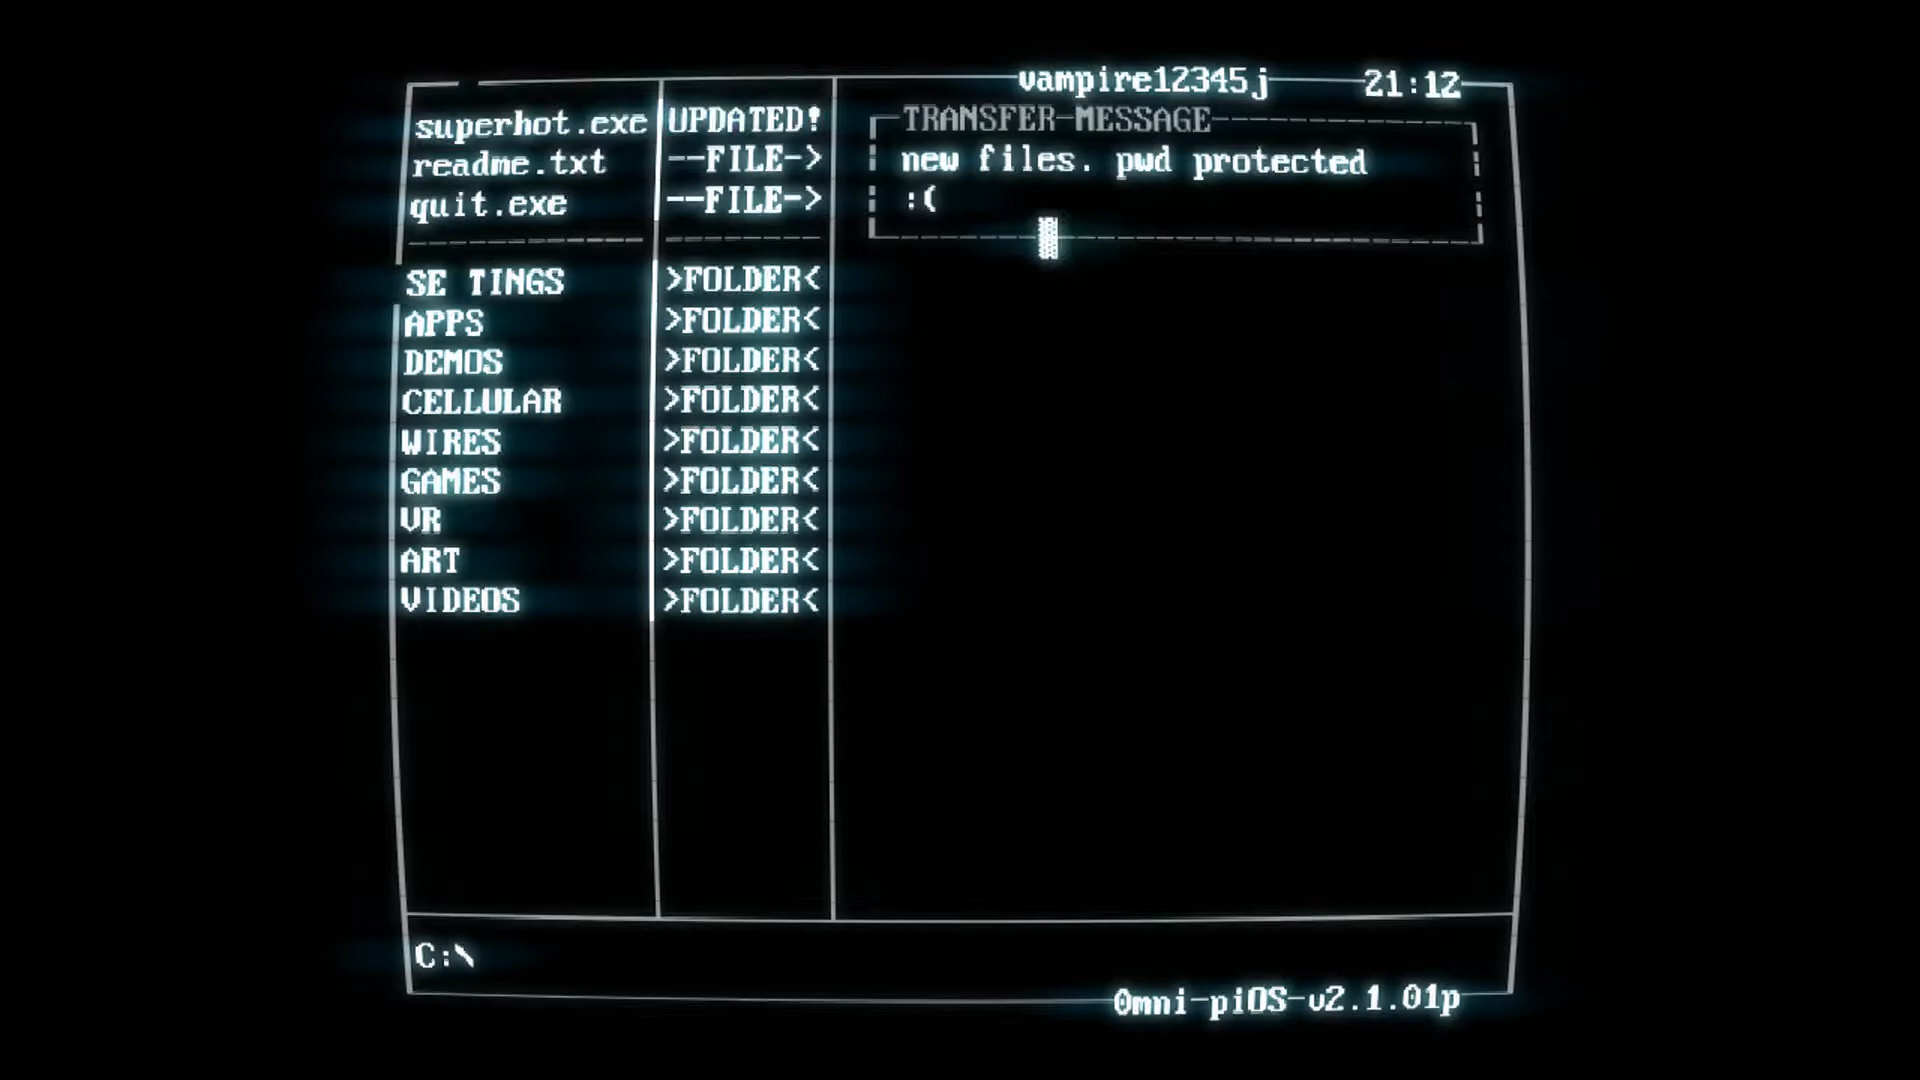 vampire12345j 21:12
superhot.exe UPDATED!
readme.txt --FILE->
quit.exe --FILE->
TRANSFER-MESSAGE
new files. pwd protected
:(
SE TINGS >FOLDER<
APPS >FOLDER<
DEMOS >FOLDER<
CELLULAR >FOLDER<
WIRES >FOLDER<
GAMES >FOLDER<
VR >FOLDER<
ART >FOLDER<
VIDEOS >FOLDER<
C:\
0mni-piOS-v2.1.01p